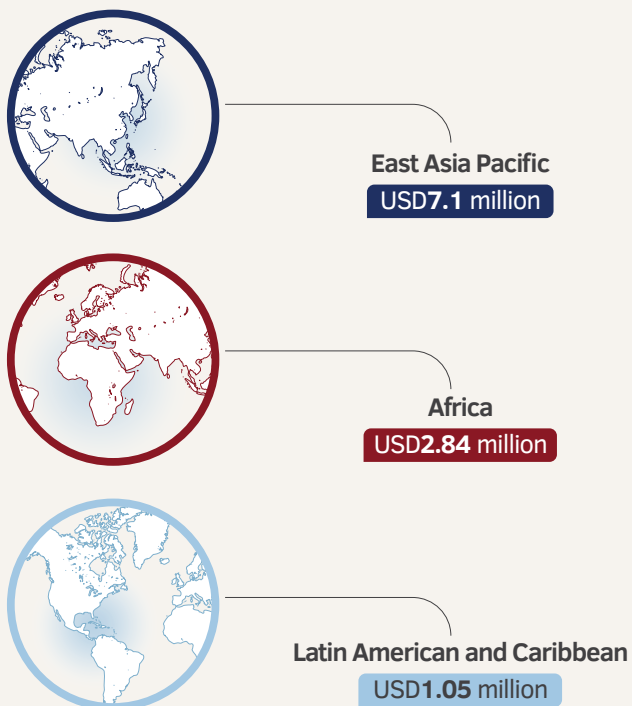 East Asia Pacific
USD7.1 million
Africa
USD2.84 million
Latin American and Caribbean
USD1.05 million